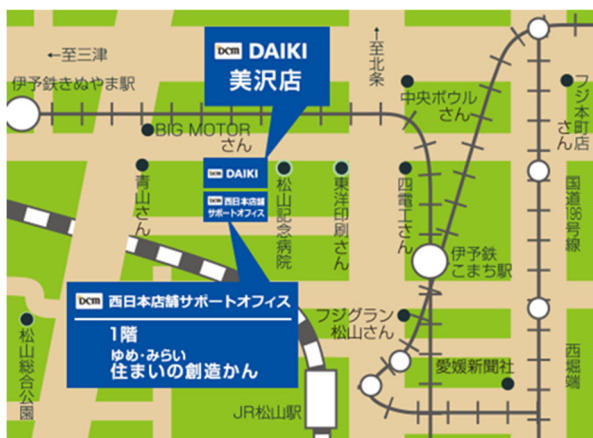 ←至三津
伊予鉄きぬやま駅
DCM DAIKI
美沢店
←至北条
中央ボウル
さん
フジ本町店
さん
BIG MOTOR
さん
青山さん
DCM DAIKI
DCM 西日本店舗
サポートオフィス
松山記念病院
東洋印刷さん
四電工さん
国道196号線
伊予鉄
こまち駅
DCM 西日本店舗サポートオフィス
1階
ゆめ・みらい
住まいの創造かん
フジグラン
松山さん
松山総合公園
JR松山駅
愛媛新聞社
西堀端